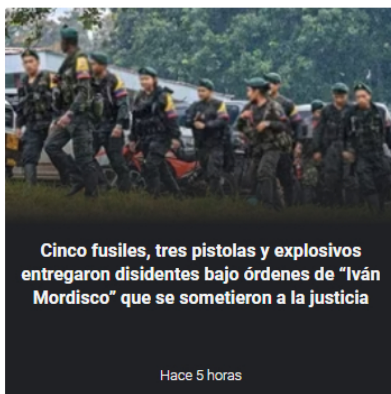 Cinco fusiles, tres pistolas y explosivos
entregaron disidentes bajo órdenes de “Iván
Mordisco” que se sometieron a la justicia
Hace 5 horas